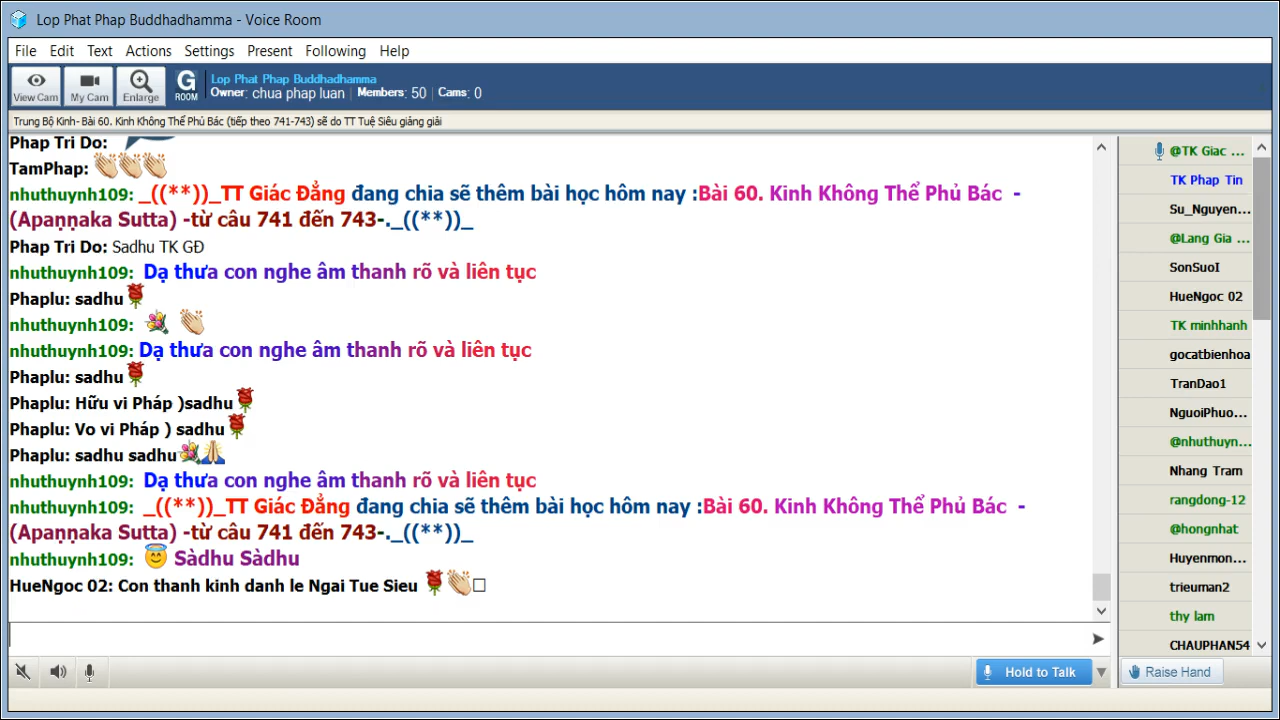 Lop Phat Phap Buddhadhamma - Voice Room
File Edit Text Actions Settings Present Following Help
View Cam My Cam Enlarge G ROOM
Lop Phat Phap Buddhadhamma
Owner: chua phap luan Members: 50 Cams: 0
Trung Bộ Kinh- Bài 60. Kinh Không Thể Phủ Bác (tiếp theo 741-743) sẽ do TT Tuệ Siêu giảng giải
Phap Tri Do:
TamPhap:
nhuthuynh109: _((**))_TT Giác Đẳng đang chia sẽ thêm bài học hôm nay :Bài 60. Kinh Không Thể Phủ Bác -
(Apaṇṇaka Sutta) -từ câu 741 đến 743-._((**))_
Phap Tri Do: Sadhu TK GĐ
nhuthuynh109: Dạ thưa con nghe âm thanh rõ và liên tục
Phaplu: sadhu
nhuthuynh109:
nhuthuynh109: Dạ thưa con nghe âm thanh rõ và liên tục
Phaplu: sadhu
Phaplu: Hữu vi Pháp )sadhu
Phaplu: Vo vi Pháp ) sadhu
Phaplu: sadhu sadhu
nhuthuynh109: Dạ thưa con nghe âm thanh rõ và liên tục
nhuthuynh109: _((**))_TT Giác Đẳng đang chia sẽ thêm bài học hôm nay :Bài 60. Kinh Không Thể Phủ Bác -
(Apaṇṇaka Sutta) -từ câu 741 đến 743-._((**))_
nhuthuynh109: Sàdhu Sàdhu
HueNgoc 02: Con thanh kinh danh le Ngai Tue Sieu
@TK Giac ...
TK Phap Tin
Su_Nguyen...
@Lang Gia ...
SonSuoI
HueNgoc 02
TK minhhanh
gocatbienhoa
TranDao1
NguoiPhuo...
@nhuthuyn...
Nhang Tram
rangdong-12
@hongnhat
Huyenmon...
trieuman2
thy lam
CHAUPHAN54
Hold to Talk
Raise Hand